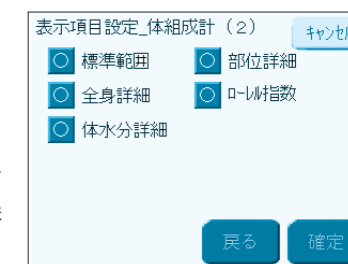 表示項目設定_体組成計（2）
キャンセル
標準範囲 部位詳細
全身詳細 ローレル指数
体水分詳細
戻る 確定